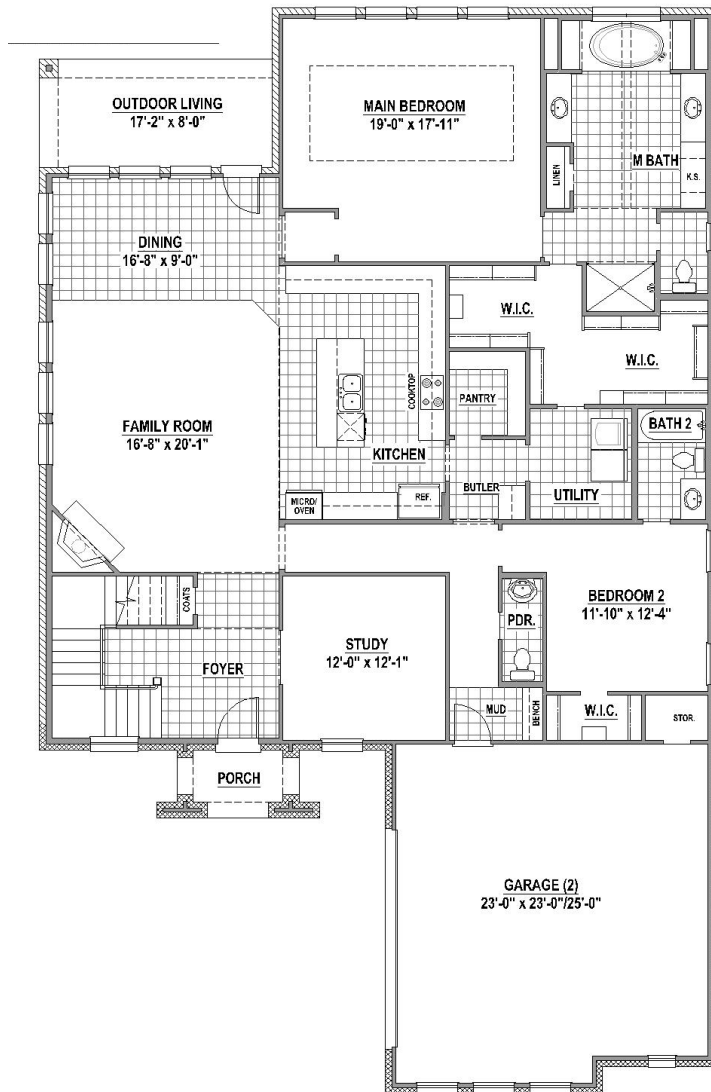 OUTDOOR LIVING
17'-2" x 8'-0"
MAIN BEDROOM
19'-0" x 17'-11"
M BATH
LINEN
K.S.
DINING
16'-8" x 9'-0"
W.I.C.
W.I.C.
COOKTOP
PANTRY
FAMILY ROOM
16'-8" x 20'-1"
BATH 2
KITCHEN
BUTLER
UTILITY
MICRO/
OVEN
REF.
COATS
BEDROOM 2
11'-10" x 12'-4"
PDR.
STUDY
12'-0" x 12'-1"
FOYER
MUD
BENCH
W.I.C.
STOR.
PORCH
GARAGE (2)
23'-0" x 23'-0"/25'-0"